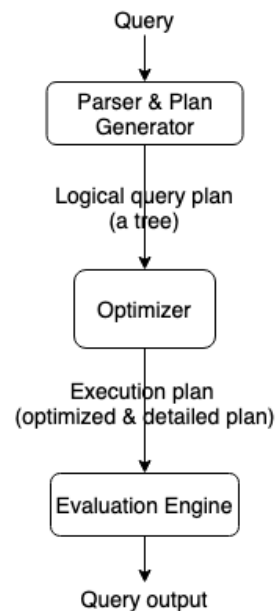 Query
Parser & Plan
Generator
Logical query plan
(a tree)
Optimizer
Execution plan
(optimized & detailed plan)
Evaluation Engine
Query output